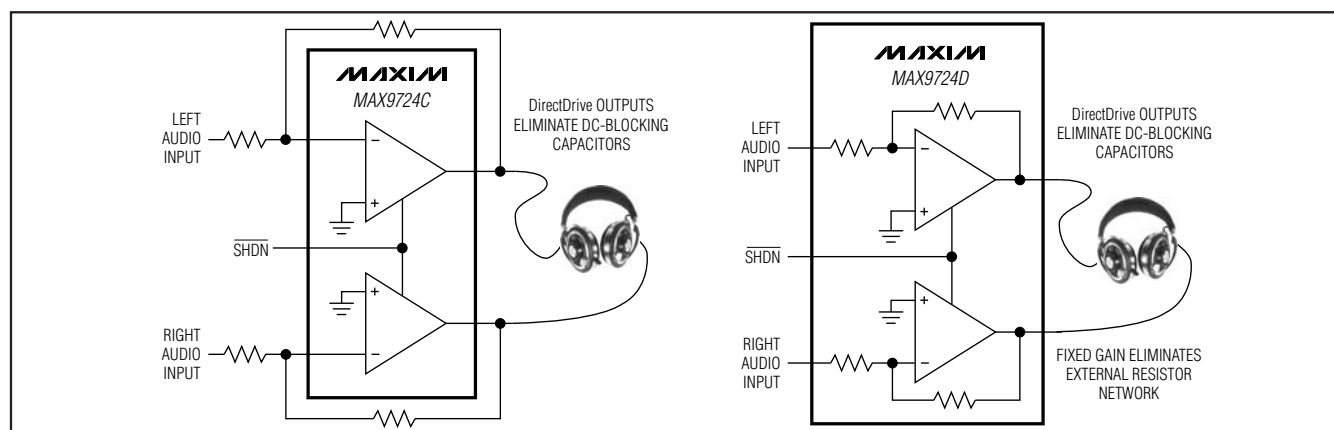 MAXIM
MAX9724C
LEFT
AUDIO
INPUT
−
+
DirectDrive OUTPUTS
ELIMINATE DC-BLOCKING
CAPACITORS
SHDN
+
−
RIGHT
AUDIO
INPUT
MAXIM
MAX9724D
LEFT
AUDIO
INPUT
−
+
DirectDrive OUTPUTS
ELIMINATE DC-BLOCKING
CAPACITORS
SHDN
+
−
RIGHT
AUDIO
INPUT
FIXED GAIN ELIMINATES
EXTERNAL RESISTOR
NETWORK